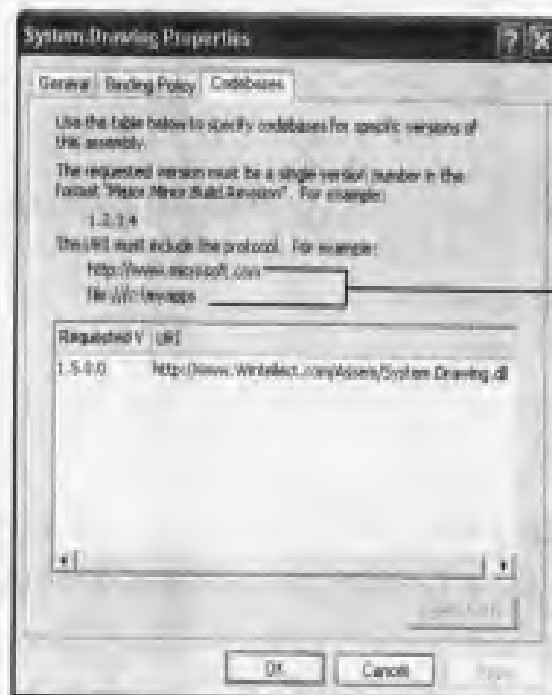 System.Drawing Properties
General Binding Policy Codebases
Use the table below to specify codebases for specific versions of
this assembly.
The requested version must be a single version number in the
format "Major.Minor.Build.Revision". For example:
1.2.3.4
The URI must include the protocol. For example:
http://www.microsoft.com
file:///c:\myapps
Requested V URI
1.5.0.0 http://www.Wintellect.com/Assem/System.Drawing.dll
OK Cancel Apply